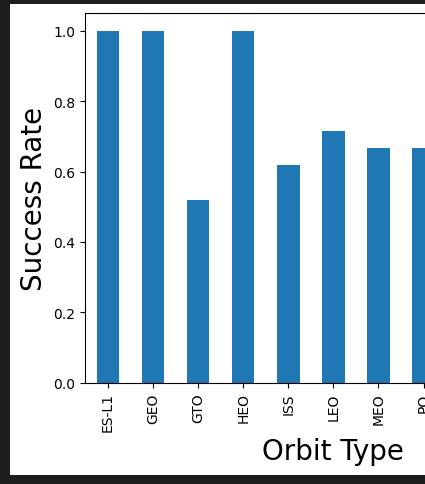 Success Rate
1.0
0.8
0.6
0.4
0.2
0.0
ES-L1
GEO
GTO
HEO
ISS
LEO
MEO
Orbit Type